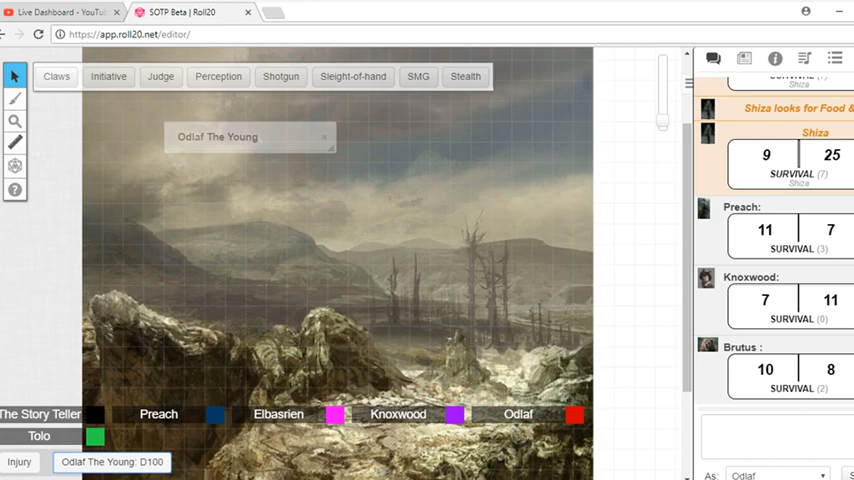 Live Dashboard - YouTu
SOTP Beta | Roll20
https://app.roll20.net/editor/
Claws
Initiative
Judge
Perception
Shotgun
Sleight-of-hand
SMG
Stealth
Odlaf The Young
Shiza
Shiza looks for Food &
Shiza
9 25
SURVIVAL (7)
Shiza
Preach:
11 7
SURVIVAL (3)
Knoxwood:
7 11
SURVIVAL (0)
Brutus :
10 8
SURVIVAL (2)
The Story Teller
Preach
Elbasrien
Knoxwood
Odlaf
Tolo
Injury
Odlaf The Young: D100
As:
Odlaf